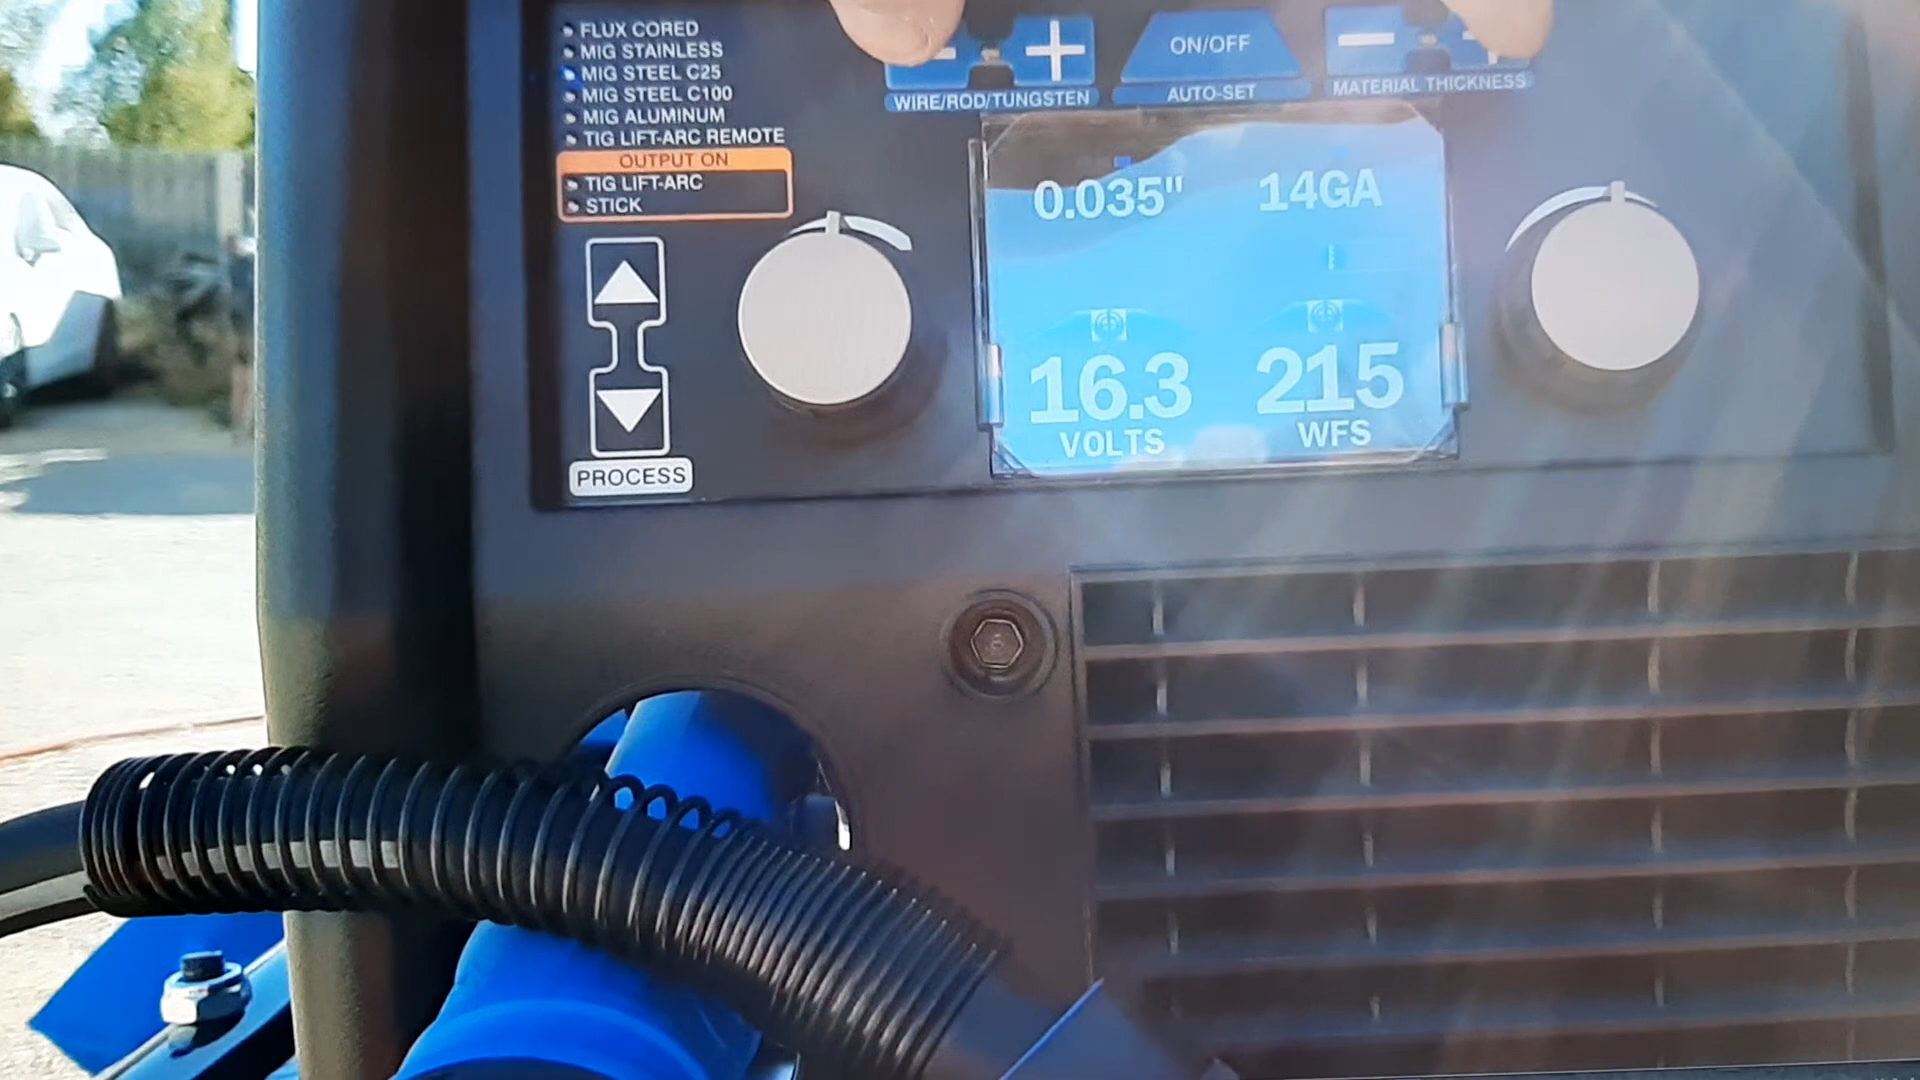 FLUX CORED
MIG STAINLESS
MIG STEEL C25
MIG STEEL C100
MIG ALUMINUM
TIG LIFT-ARC REMOTE
OUTPUT ON
TIG LIFT-ARC
STICK
PROCESS
- +
WIRE/ROD/TUNGSTEN
ON/OFF
AUTO-SET
- +
MATERIAL THICKNESS
0.035" 14GA
16.3 215
VOLTS WFS